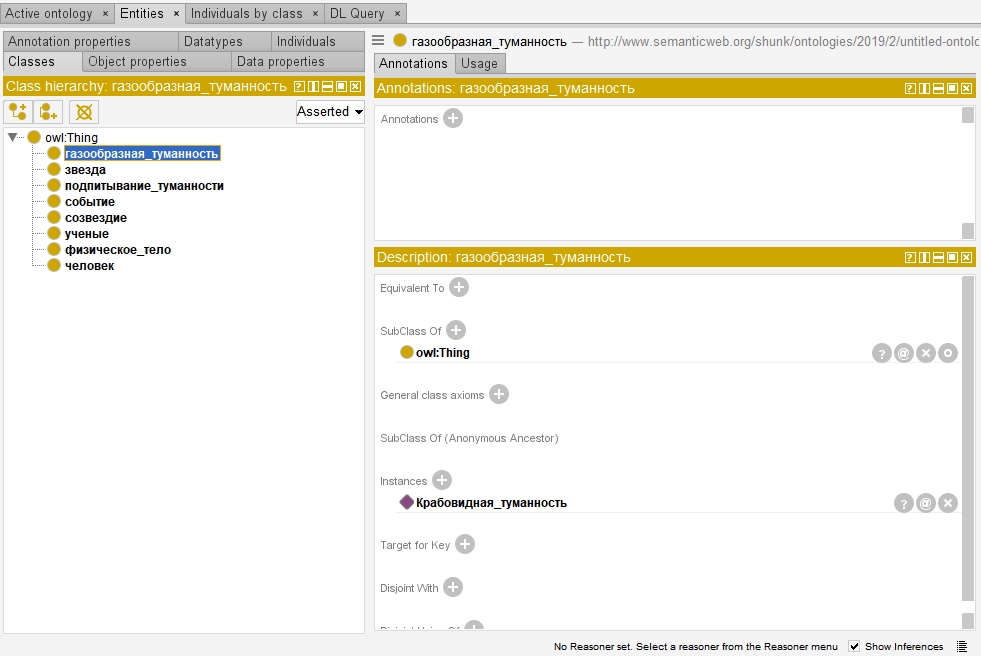 Active ontology × Entities × Individuals by class × DL Query ×
Annotation properties Datatypes Individuals
Classes Object properties Data properties
Class hierarchy: газообразная_туманность
Asserted
owl:Thing
газообразная_туманность
звезда
подпитывание_туманности
событие
созвездие
ученые
физическое_тело
человек
газообразная_туманность — http://www.semanticweb.org/shunk/ontologies/2019/2/untitled-ontolo
Annotations Usage
Annotations: газообразная_туманность
Annotations
Description: газообразная_туманность
Equivalent To
SubClass Of
owl:Thing
General class axioms
SubClass Of (Anonymous Ancestor)
Instances
Крабовидная_туманность
Target for Key
Disjoint With
No Reasoner set. Select a reasoner from the Reasoner menu Show Inferences